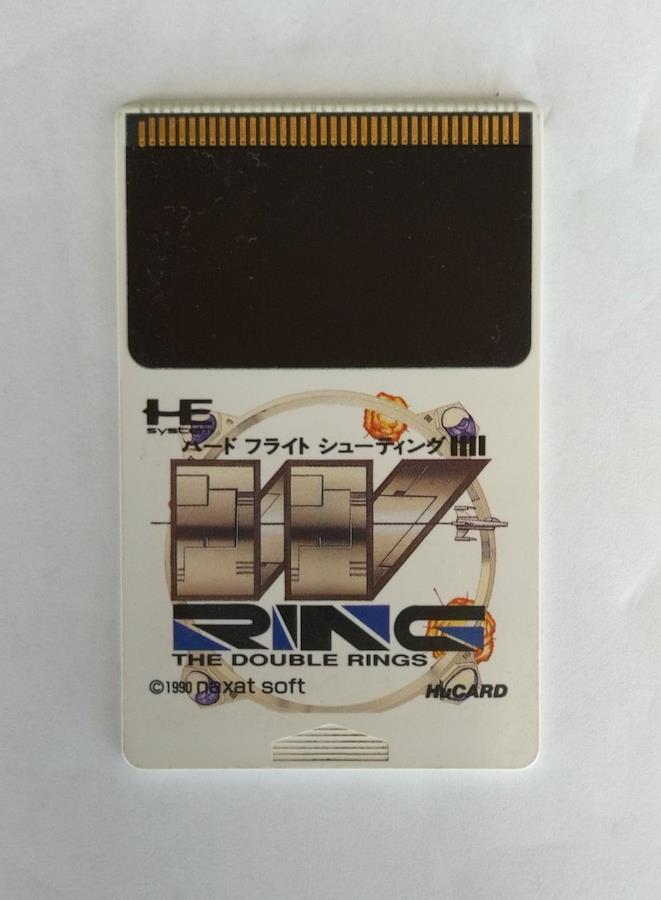 HE
system
ハード フライト シューティング!!!!
W
RING
THE DOUBLE RINGS
©1990 naxat soft
HuCARD